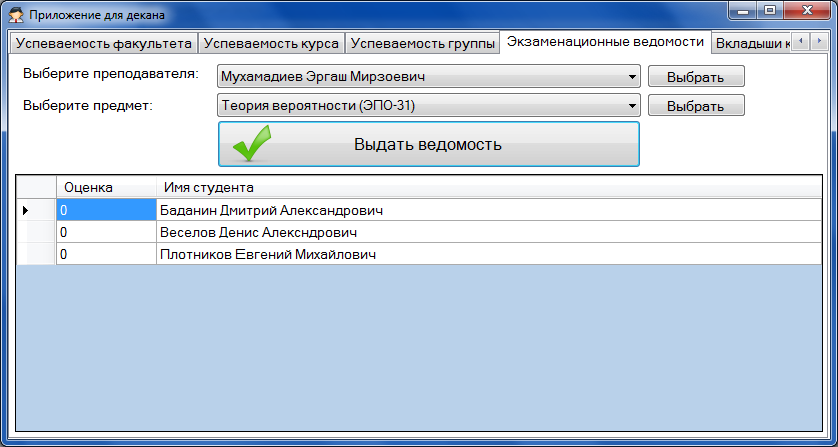 Приложение для декана
Успеваемость факультета Успеваемость курса Успеваемость группы Экзаменационные ведомости Вкладыши к
Выберите преподавателя: Мухамадиев Эргаш Мирзоевич Выбрать
Выберите предмет: Теория вероятности (ЭПО-31) Выбрать
Выдать ведомость
Оценка Имя студента
0 Баданин Дмитрий Александрович
0 Веселов Денис Алексндрович
0 Плотников Евгений Михайлович